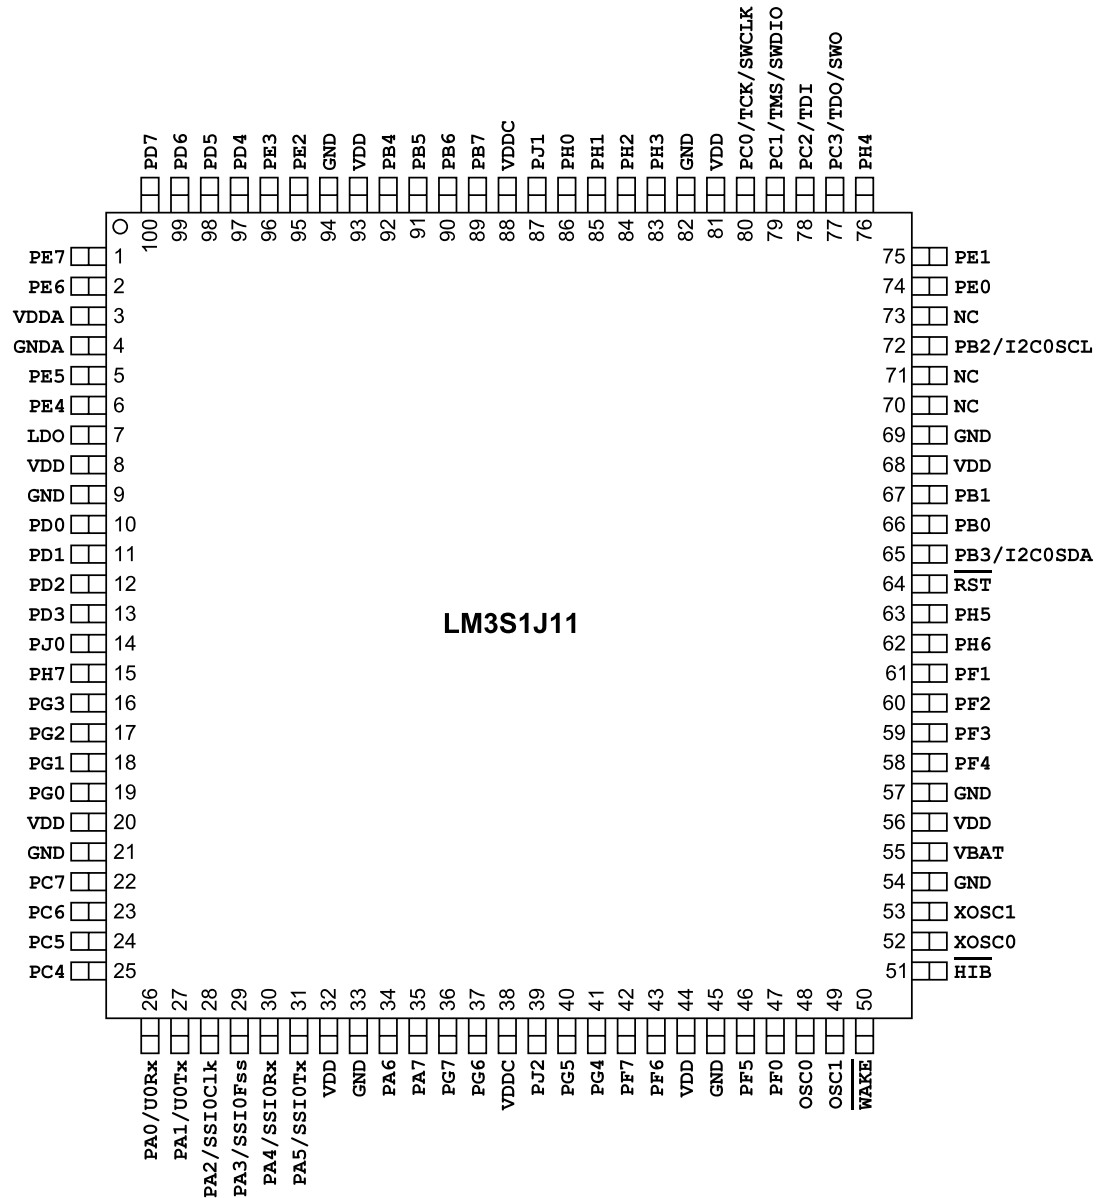 PC0/TCK/SWCLK
PC1/TMS/SWDIO
PC2/TDI
PC3/TDO/SWO
PD7 PD6 PD5 PD4 PE3 PE2 GND VDD PB4 PB5 PB6 PB7 VDDC PJ1 PH0 PH1 PH2 PH3 GND VDD PH4
100 99 98 97 96 95 94 93 92 91 90 89 88 87 86 85 84 83 82 81 80 79 78 77 76
PE7 1 75 PE1
PE6 2 74 PE0
VDDA 3 73 NC
GNDA 4 72 PB2/I2C0SCL
PE5 5 71 NC
PE4 6 70 NC
LDO 7 69 GND
VDD 8 68 VDD
GND 9 67 PB1
PD0 10 66 PB0
PD1 11 65 PB3/I2C0SDA
PD2 12 64 RST
PD3 13 63 PH5
LM3S1J11
PJ0 14 62 PH6
PH7 15 61 PF1
PG3 16 60 PF2
PG2 17 59 PF3
PG1 18 58 PF4
PG0 19 57 GND
VDD 20 56 VDD
GND 21 55 VBAT
PC7 22 54 GND
PC6 23 53 XOSC1
PC5 24 52 XOSC0
PC4 25 51 HIB
26 27 28 29 30 31 32 33 34 35 36 37 38 39 40 41 42 43 44 45 46 47 48 49 50
PA0/U0Rx
PA1/U0Tx
PA2/SSI0Clk
PA3/SSI0Fss
PA4/SSI0Rx
PA5/SSI0Tx
VDD GND PA6 PA7 PG7 PG6 VDDC PJ2 PG5 PG4 PF7 PF6 VDD GND PF5 PF0 OSC0 OSC1 WAKE